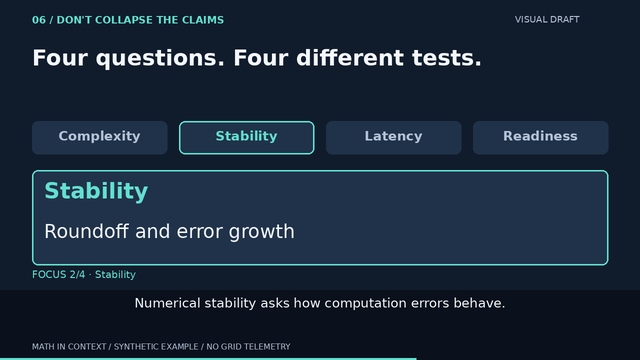 06 / DON'T COLLAPSE THE CLAIMS
VISUAL DRAFT
Four questions. Four different tests.
Complexity
Stability
Latency
Readiness
Stability
Roundoff and error growth
FOCUS 2/4 · Stability
Numerical stability asks how computation errors behave.
MATH IN CONTEXT / SYNTHETIC EXAMPLE / NO GRID TELEMETRY